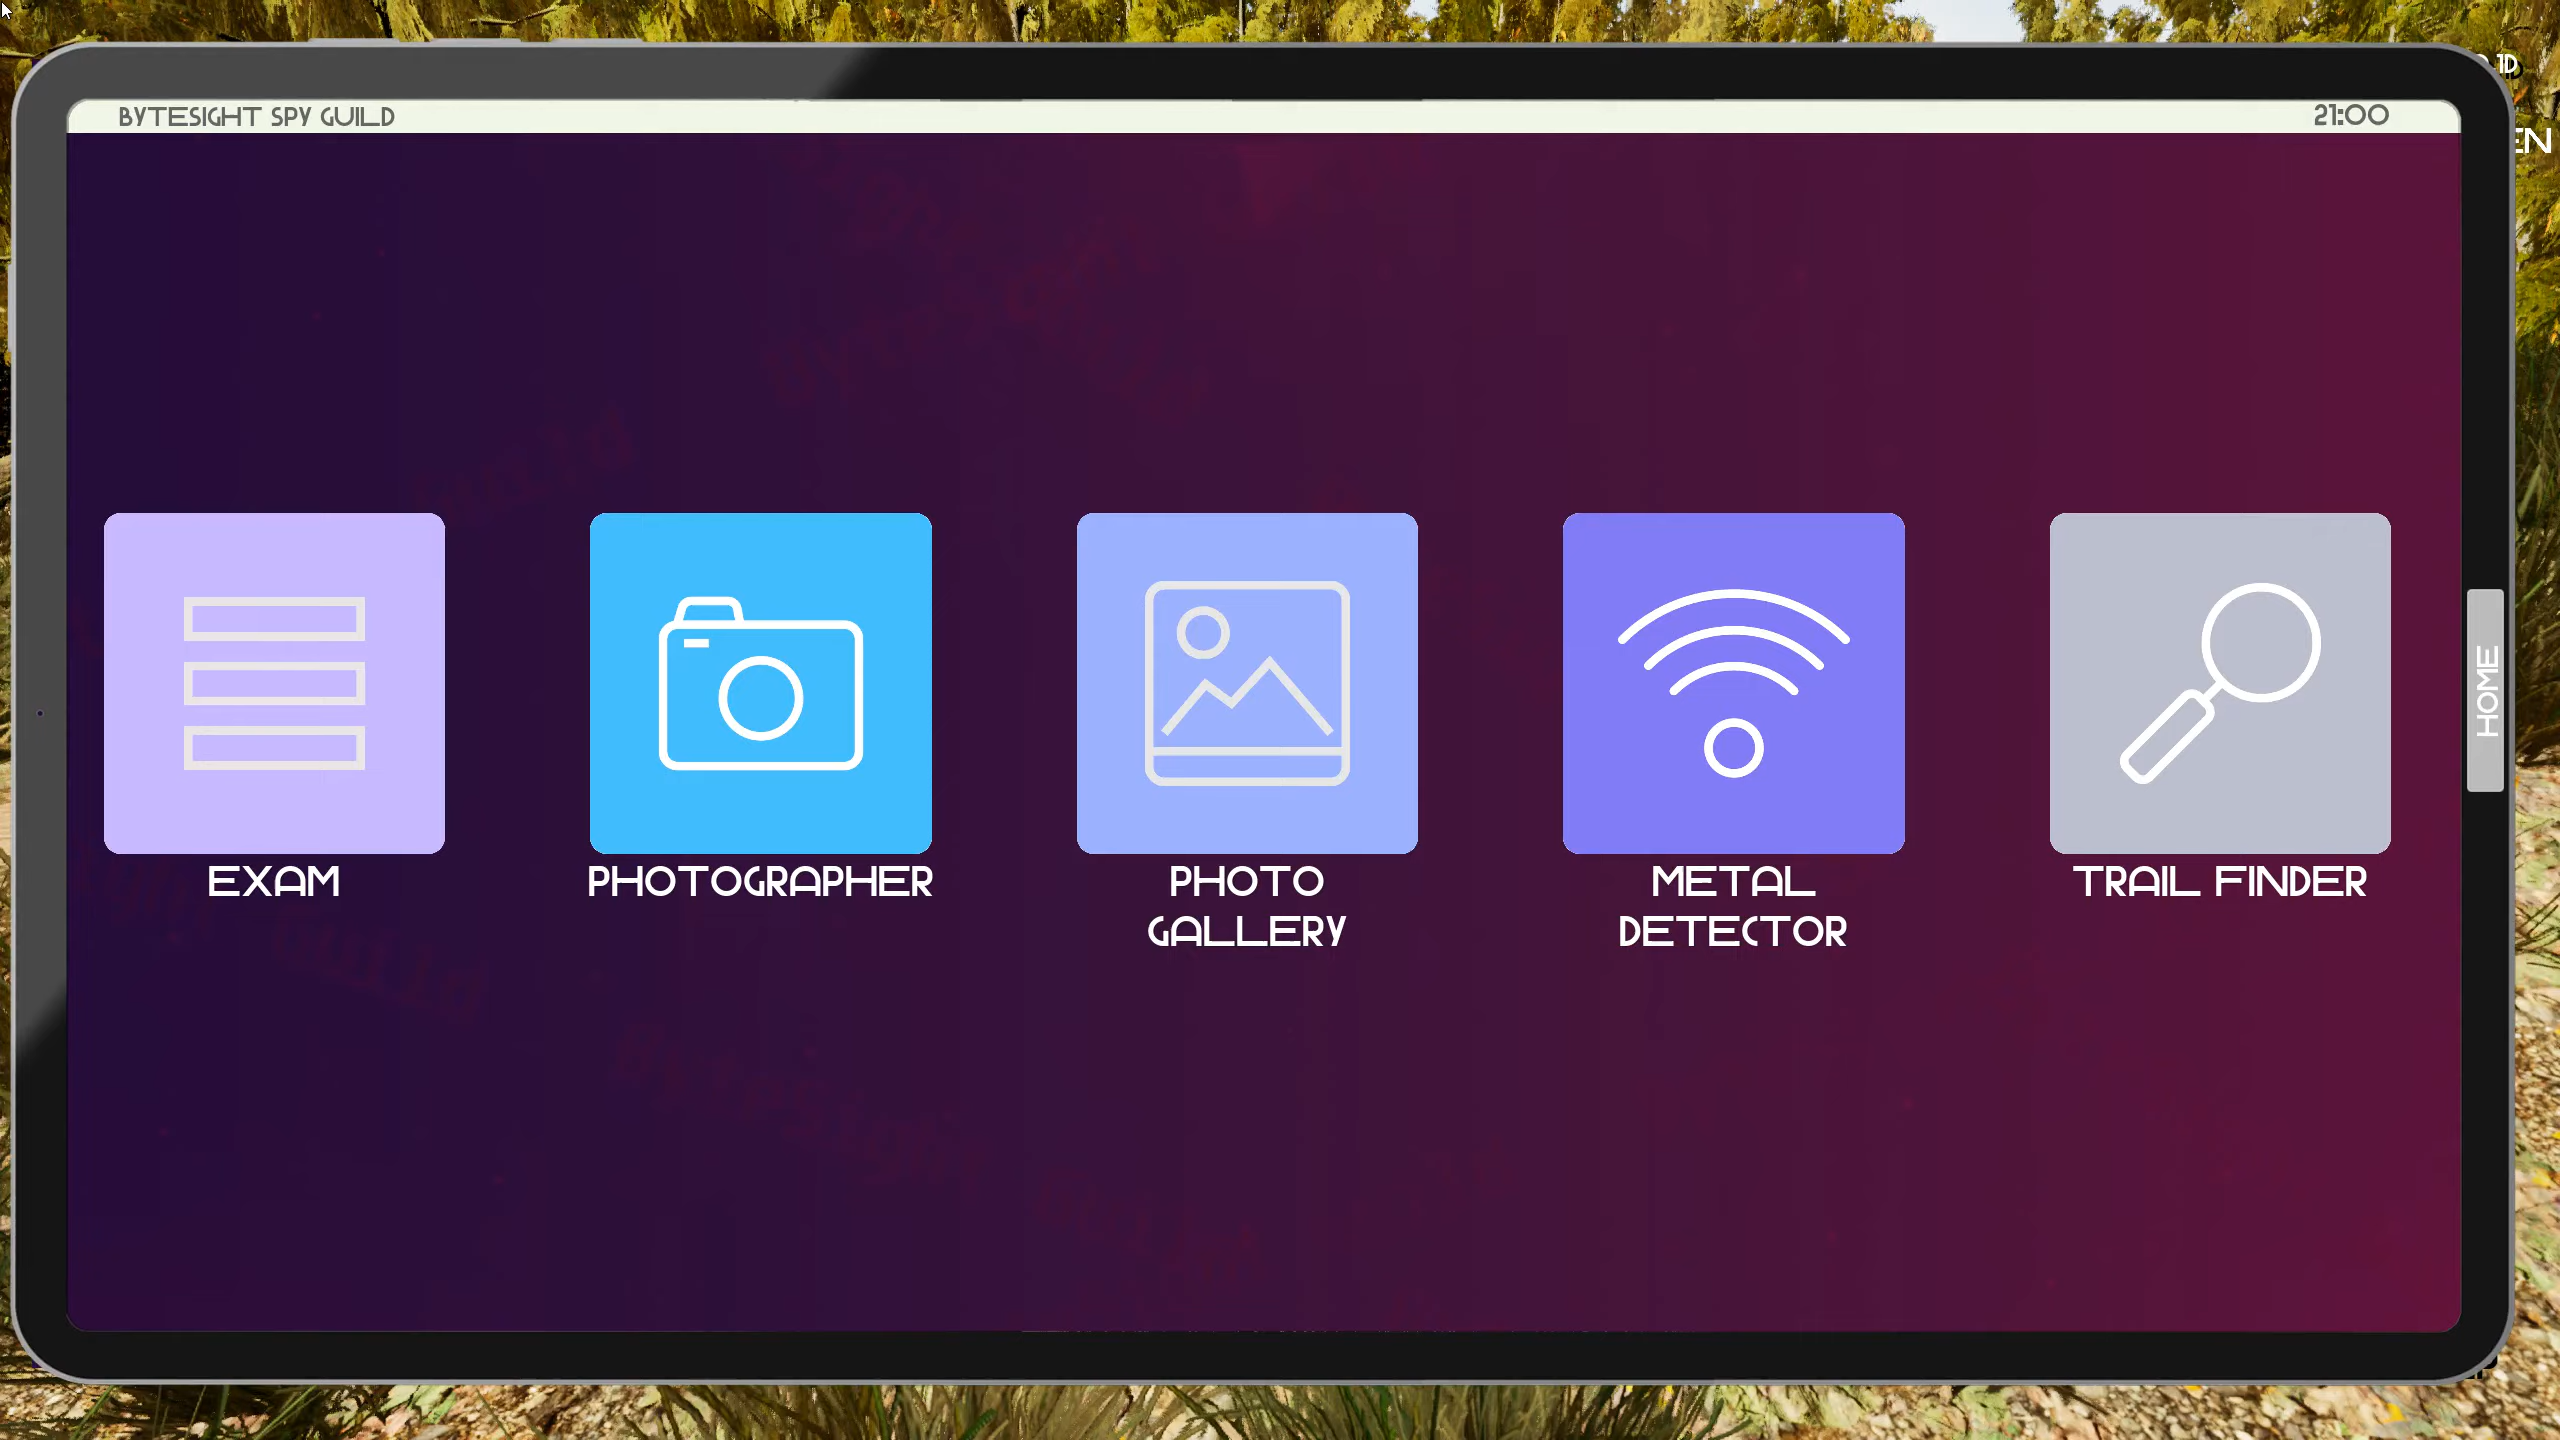 BYTESIGHT SPY GUILD
21:00
EXAM
PHOTOGRAPHER
PHOTO
GALLERY
METAL
DETECTOR
TRAIL FINDER
HOME